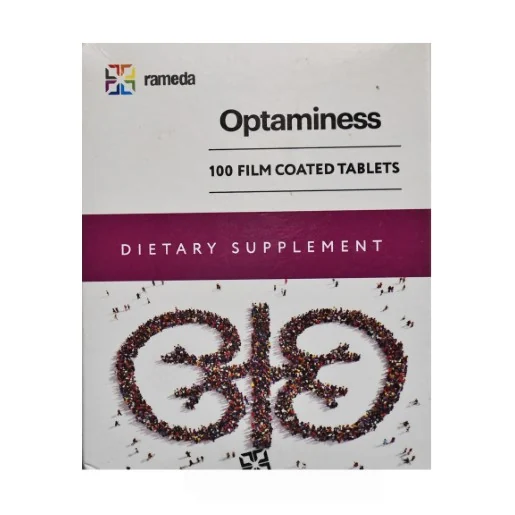 rameda
Optaminess
100 FILM COATED TABLETS
DIETARY SUPPLEMENT